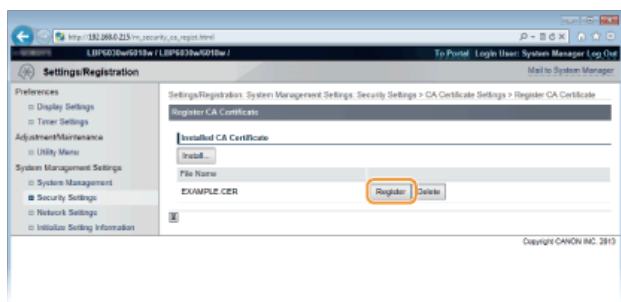 http://192.168.0.215/m_security_ca_regist.html
LBP6030w/6018w / LBP6030w/6018w /
To Portal Login User: System Manager Log Out
Settings/Registration
Mail to System Manager
Preferences
Display Settings
Timer Settings
Adjustment/Maintenance
Utility Menu
System Management Settings
System Management
Security Settings
Network Settings
Initialize Setting Information
Settings/Registration: System Management Settings: Security Settings > CA Certificate Settings > Register CA Certificate
Register CA Certificate
Installed CA Certificate
Install...
File Name
EXAMPLE.CER
Register
Delete
Copyright CANON INC. 2013